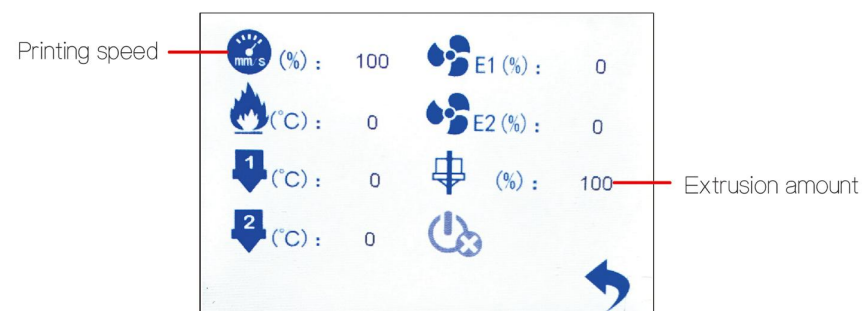 Printing speed
mm/s (%) : 100 E1 (%) : 0
(°C) : 0 E2 (%) : 0
1 (°C) : 0 (%) : 100 Extrusion amount
2 (°C) : 0